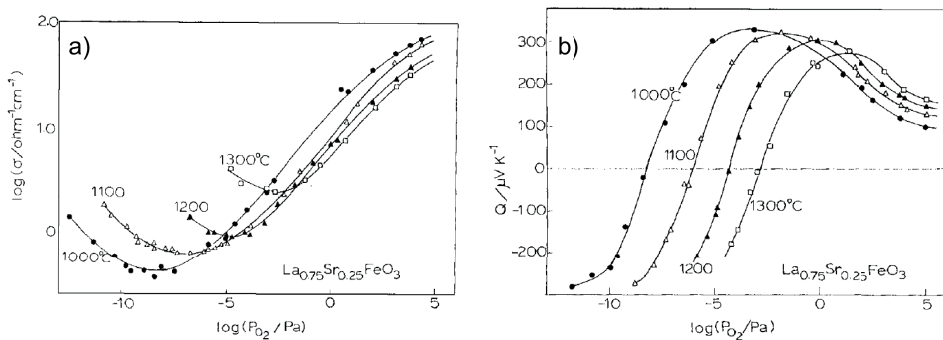 a)
2.0
1.0
0
log(σ/ohm⁻¹cm⁻¹)
1300°C
1100
1200
1000°C
La0.75Sr0.25FeO3
-10 -5 0 5
log(PO2/Pa)
b)
300
200
100
0
-100
-200
Q/μV K⁻¹
1000°C
1100
1300°C
1200
La0.75Sr0.25FeO3
-10 -5 0 5
log(PO2/Pa)